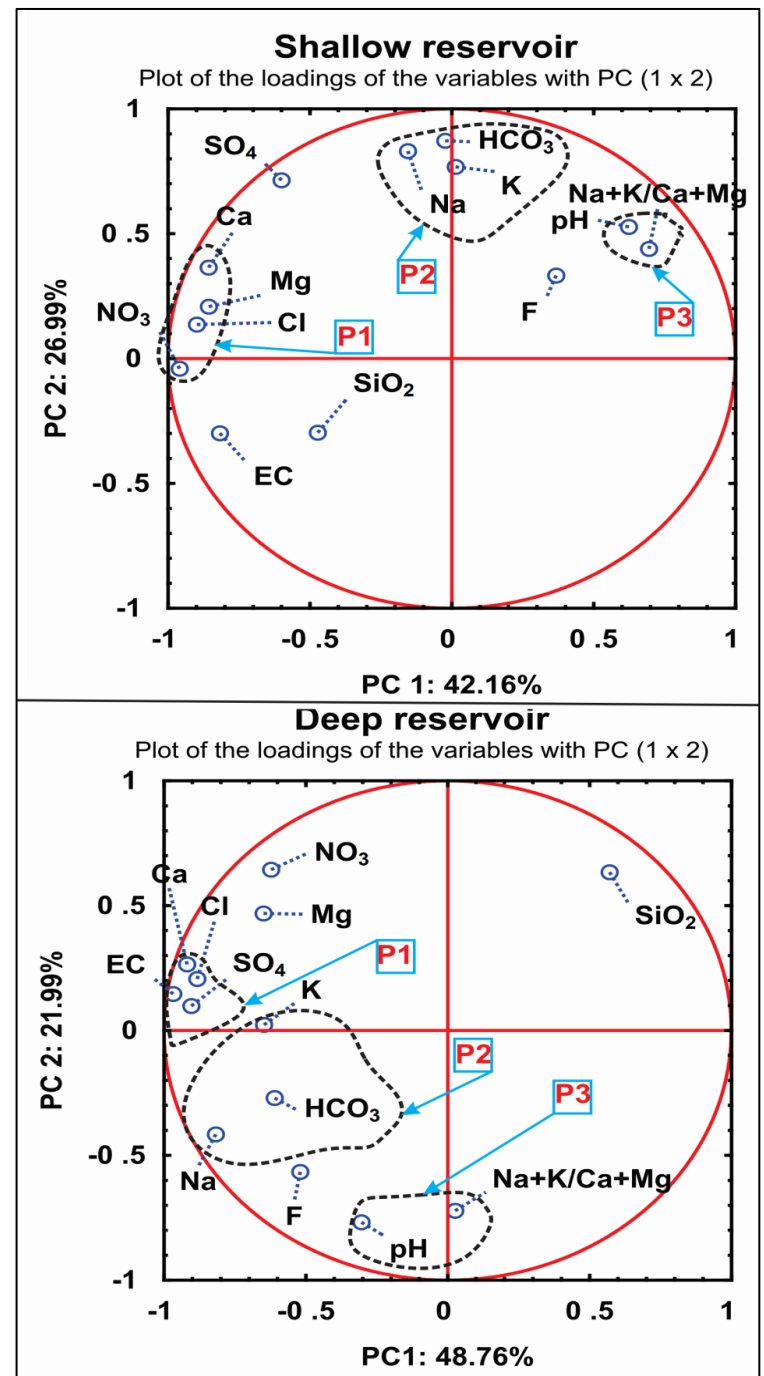 Shallow reservoir
Plot of the loadings of the variables with PC (1 x 2)
1
SO₄
HCO₃
K
Na
Na+K/Ca+Mg
pH
0 .5
Ca
P2
F
P3
Mg
NO₃
Cl
P1
0
SiO₂
EC
-0 .5
-1
PC 2: 26.99%
-1 -0 .5 0 0 .5 1
PC 1: 42.16%
Deep reservoir
Plot of the loadings of the variables with PC (1 x 2)
1
NO₃
Ca
SiO₂
0 .5
Cl
Mg
EC
SO₄
P1
K
0
P2
P3
HCO₃
-0 .5
Na
F
Na+K/Ca+Mg
pH
-1
PC 2: 21.99%
-1 -0 .5 0 0 .5 1
PC1: 48.76%